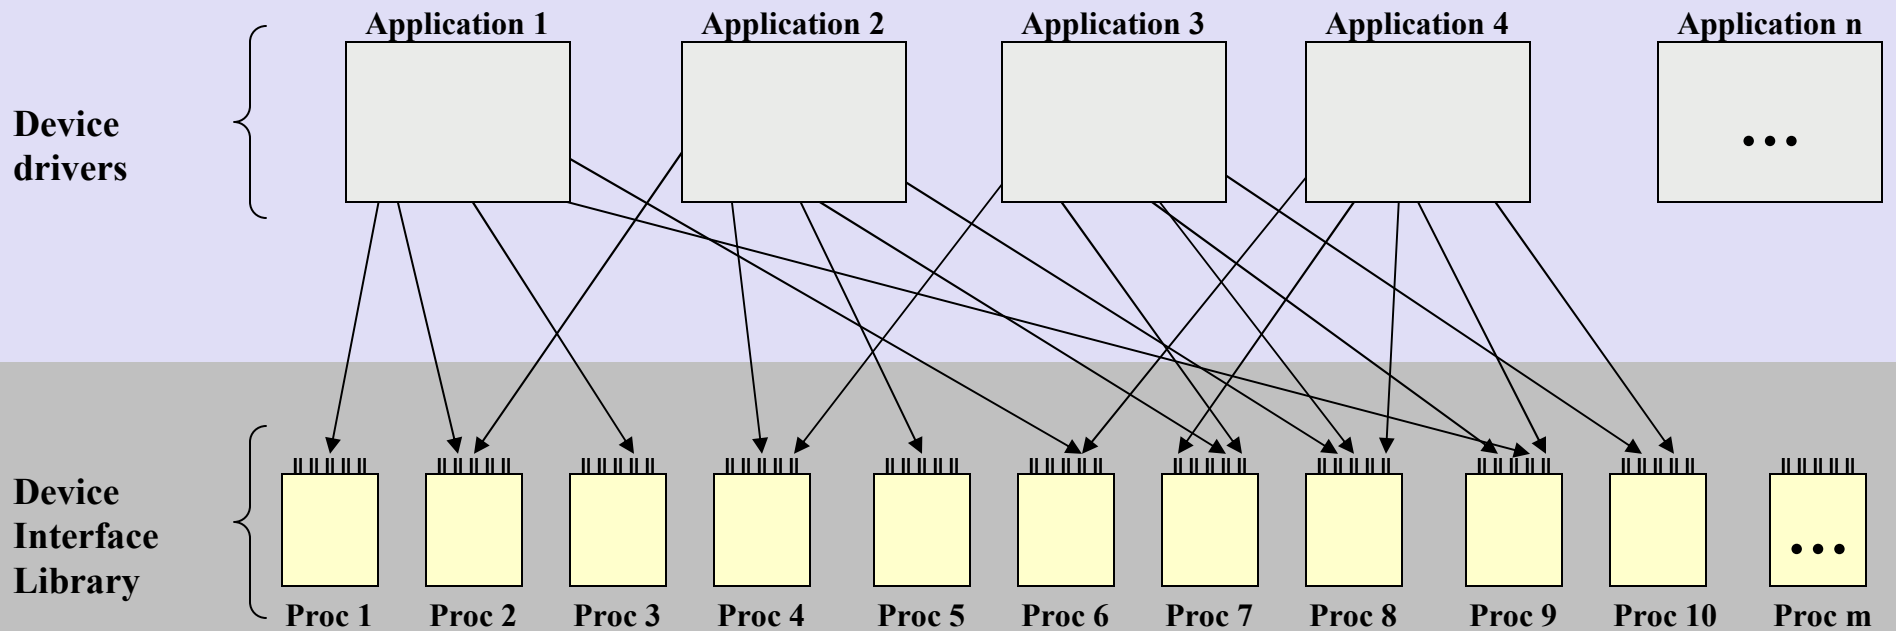 Application 1
Application 2
Application 3
Application 4
Application n
Device
drivers
...
Device
Interface
Library
...
Proc 1
Proc 2
Proc 3
Proc 4
Proc 5
Proc 6
Proc 7
Proc 8
Proc 9
Proc 10
Proc m